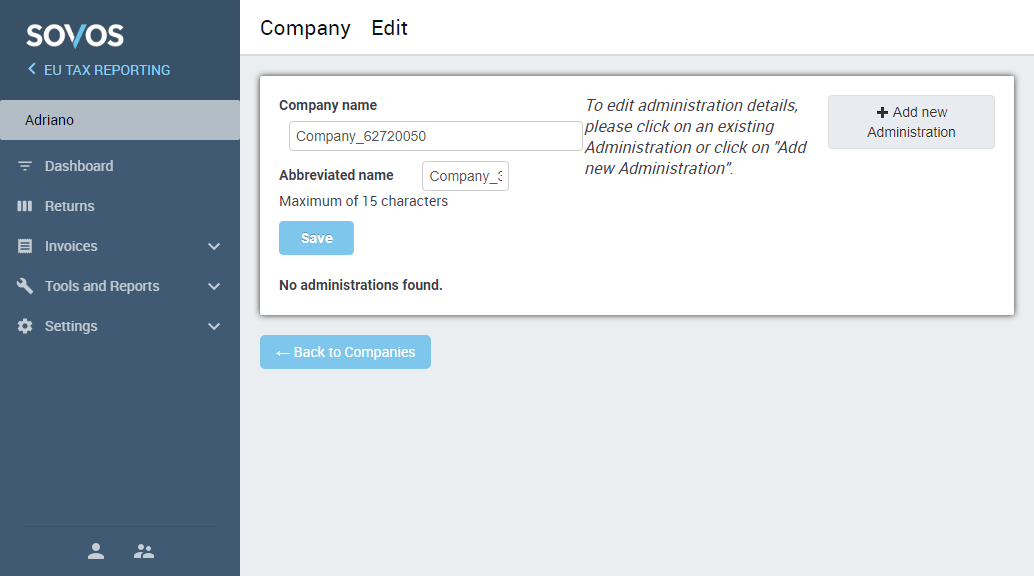 SOVOS
EU TAX REPORTING
Adriano
Dashboard
Returns
Invoices
Tools and Reports
Settings
Company Edit
Company name
Company_62720050
Abbreviated name
Company_3
Maximum of 15 characters
Save
No administrations found.
To edit administration details,
please click on an existing
Administration or click on "Add
new Administration".
+ Add new
Administration
← Back to Companies